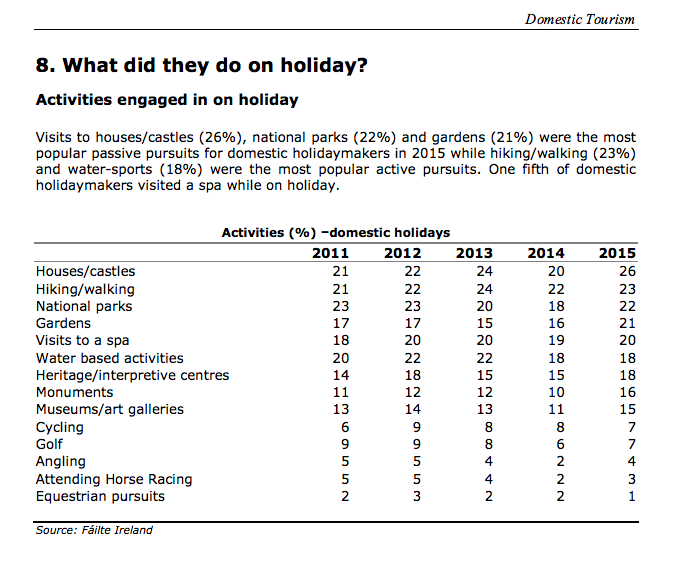 Domestic Tourism
8. What did they do on holiday?
Activities engaged in on holiday
Visits to houses/castles (26%), national parks (22%) and gardens (21%) were the most
popular passive pursuits for domestic holidaymakers in 2015 while hiking/walking (23%)
and water-sports (18%) were the most popular active pursuits. One fifth of domestic
holidaymakers visited a spa while on holiday.
Activities (%) –domestic holidays
2011 2012 2013 2014 2015
Houses/castles 21 22 24 20 26
Hiking/walking 21 22 24 22 23
National parks 23 23 20 18 22
Gardens 17 17 15 16 21
Visits to a spa 18 20 20 19 20
Water based activities 20 22 22 18 18
Heritage/interpretive centres 14 18 15 15 18
Monuments 11 12 12 10 16
Museums/art galleries 13 14 13 11 15
Cycling 6 9 8 8 7
Golf 9 9 8 6 7
Angling 5 5 4 2 4
Attending Horse Racing 5 5 4 2 3
Equestrian pursuits 2 3 2 2 1
Source: Fáilte Ireland